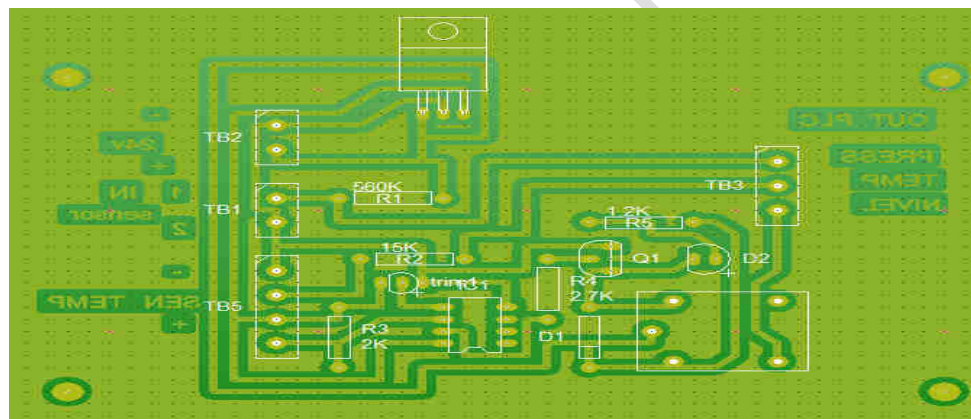 -
24v
+
IN
1
sensor
2
-
SEN TEMP
+
TB2
TB1
TB5
560K
R1
15K
R2
trim1
R3
2K
1.2K
R5
Q1
D2
R4
2.7K
D1
TB3
OUT PLC
PRESS
TEMP
NIVEL